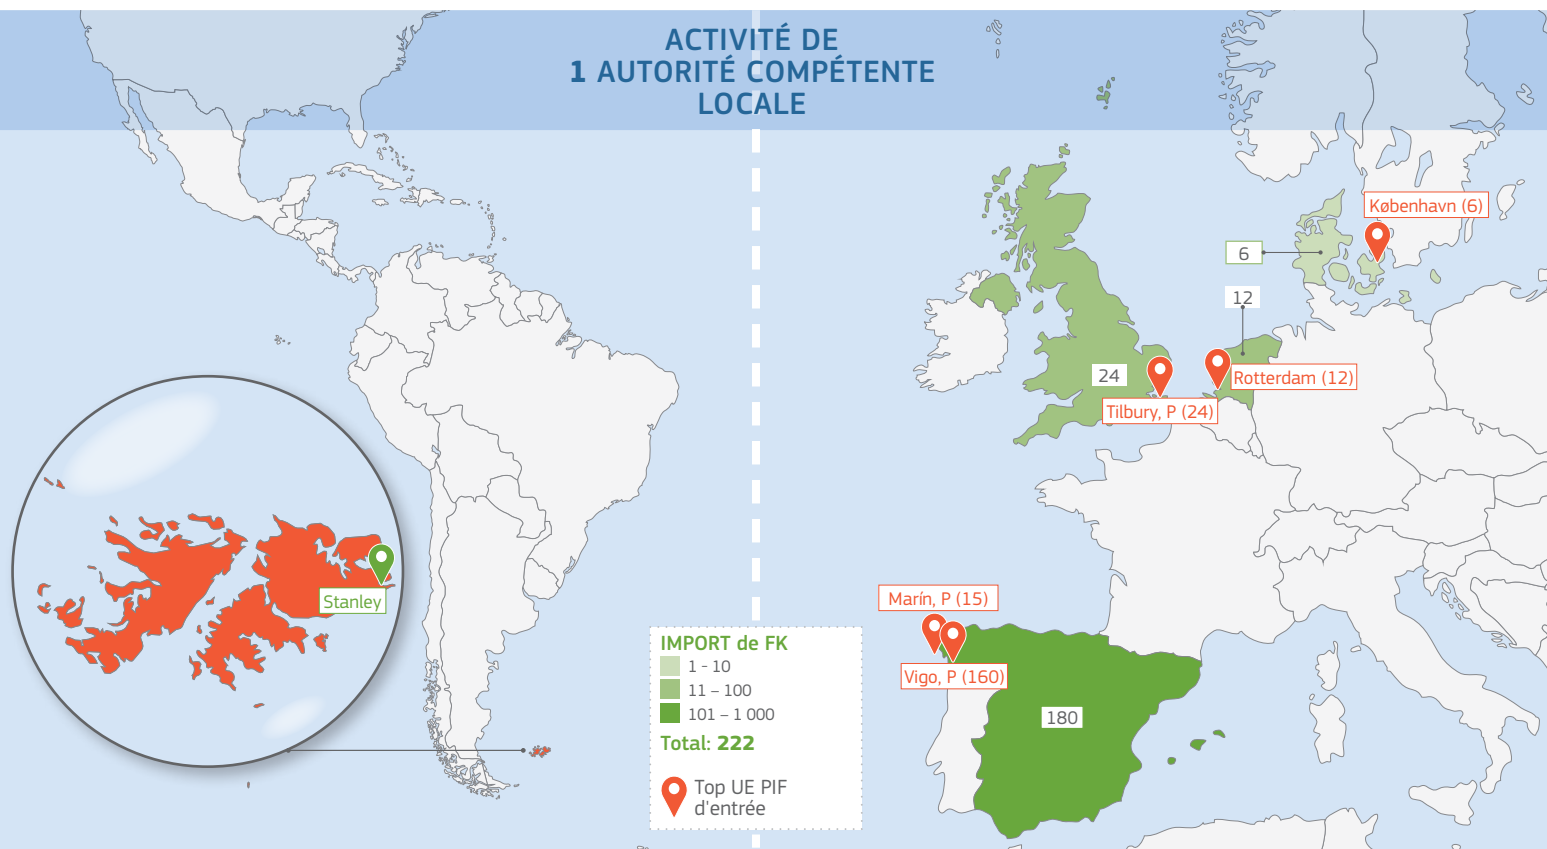 ACTIVITÉ DE
1 AUTORITÉ COMPÉTENTE
LOCALE
København (6)
6
12
24
Rotterdam (12)
Tilbury, P (24)
Stanley
Marín, P (15)
Vigo, P (160)
180
IMPORT de FK
1 - 10
11 – 100
101 – 1 000
Total: 222
Top UE PIF
d'entrée